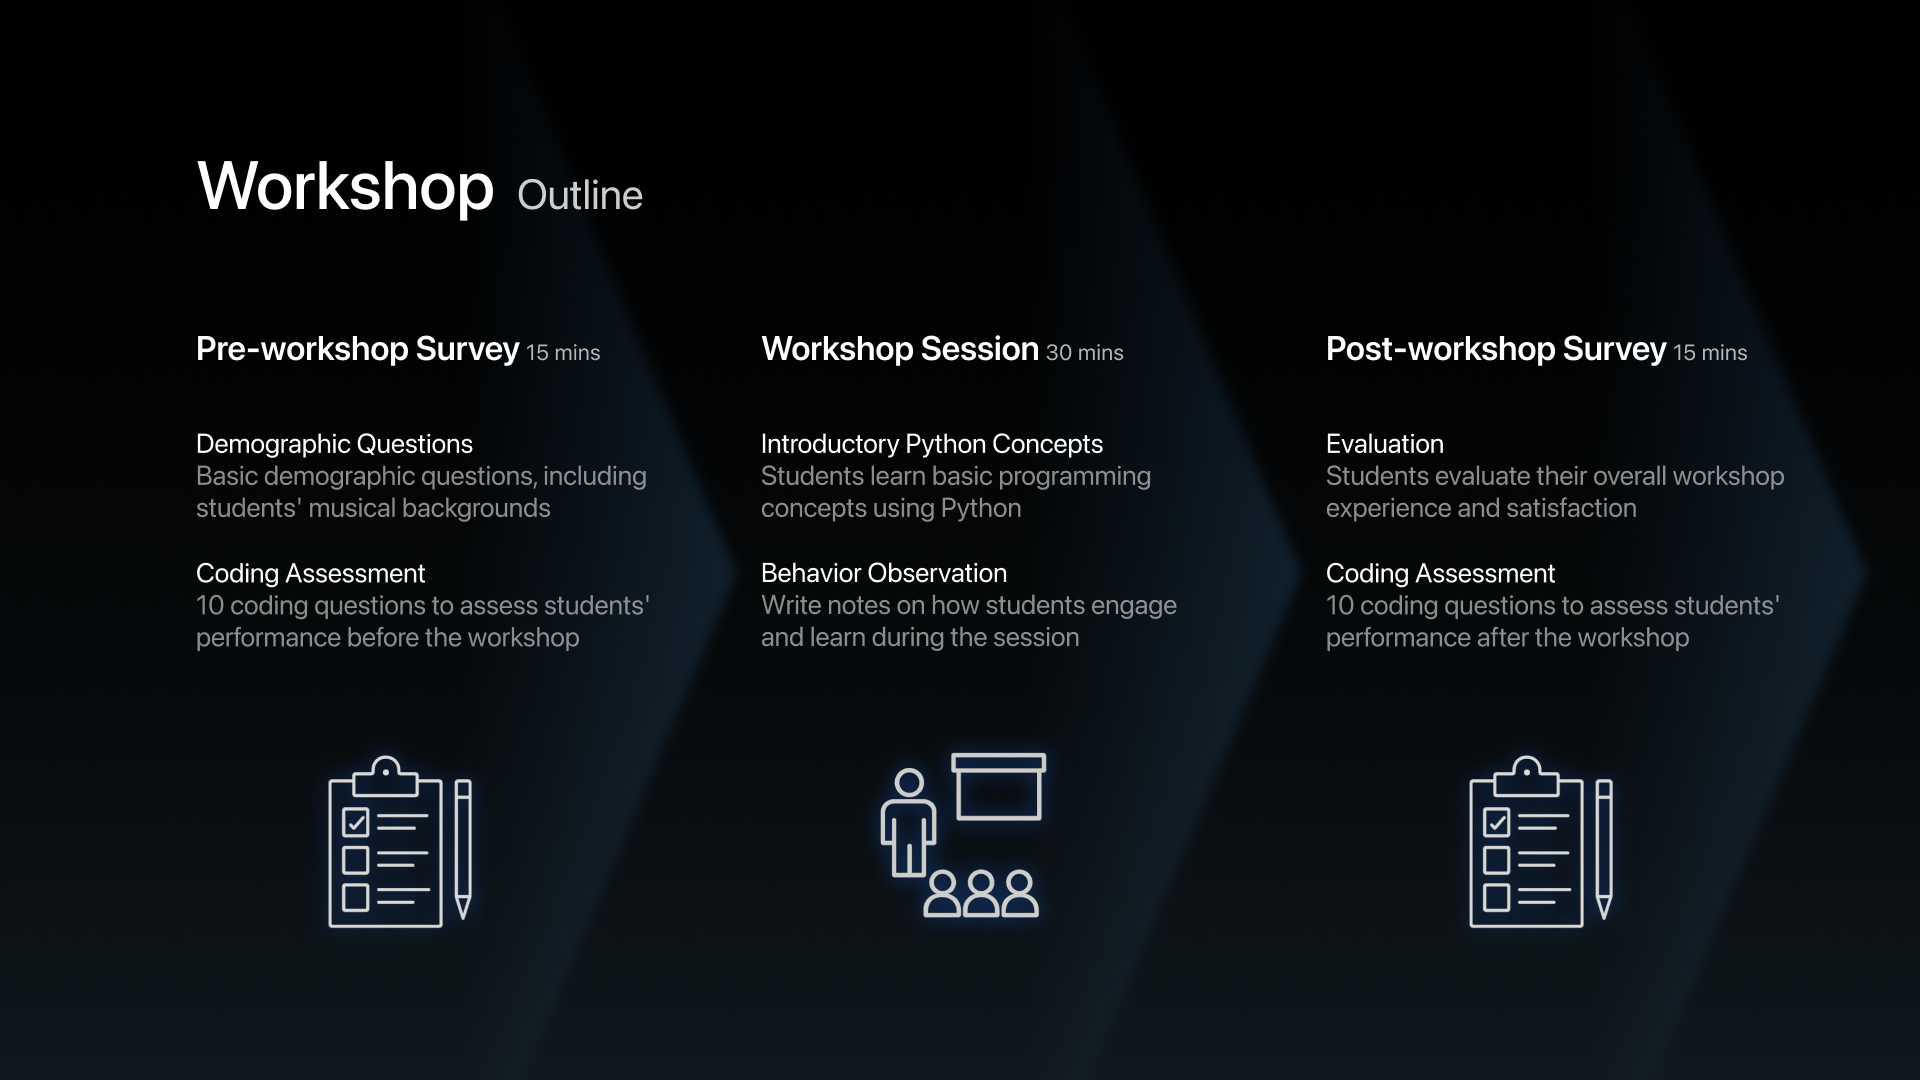 Workshop Outline
Pre-workshop Survey 15 mins
Demographic Questions
Basic demographic questions, including
students' musical backgrounds
Coding Assessment
10 coding questions to assess students'
performance before the workshop
Workshop Session 30 mins
Introductory Python Concepts
Students learn basic programming
concepts using Python
Behavior Observation
Write notes on how students engage
and learn during the session
Post-workshop Survey 15 mins
Evaluation
Students evaluate their overall workshop
experience and satisfaction
Coding Assessment
10 coding questions to assess students'
performance after the workshop